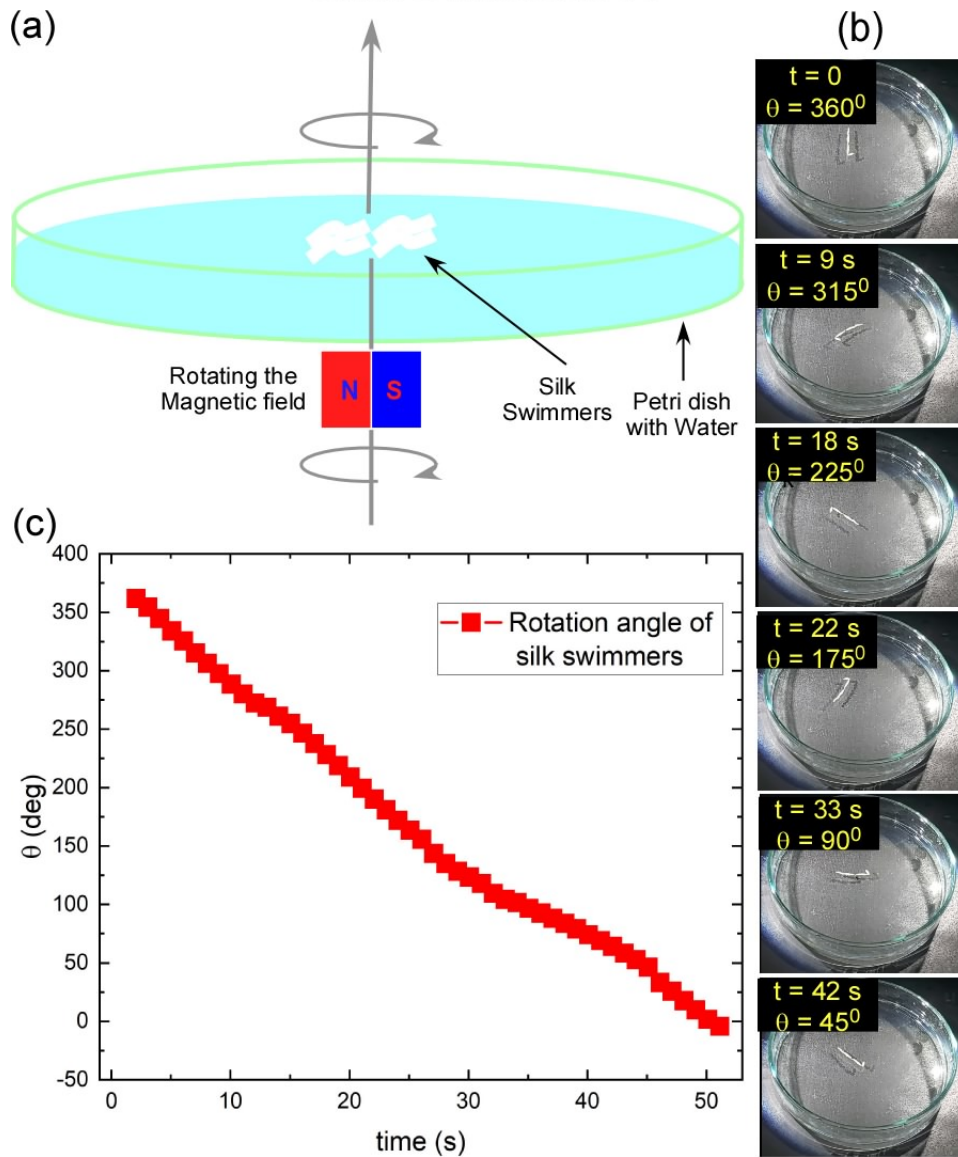 (a)
N
S
Rotating the
Magnetic field
Silk
Swimmers
Petri dish
with Water
(b)
t = 0
θ = 360⁰
t = 9 s
θ = 315⁰
t = 18 s
θ = 225⁰
t = 22 s
θ = 175⁰
t = 33 s
θ = 90⁰
t = 42 s
θ = 45⁰
(c)
400
350
300
250
200
150
100
50
0
-50
θ (deg)
Rotation angle of
silk swimmers
0
10
20
30
40
50
time (s)